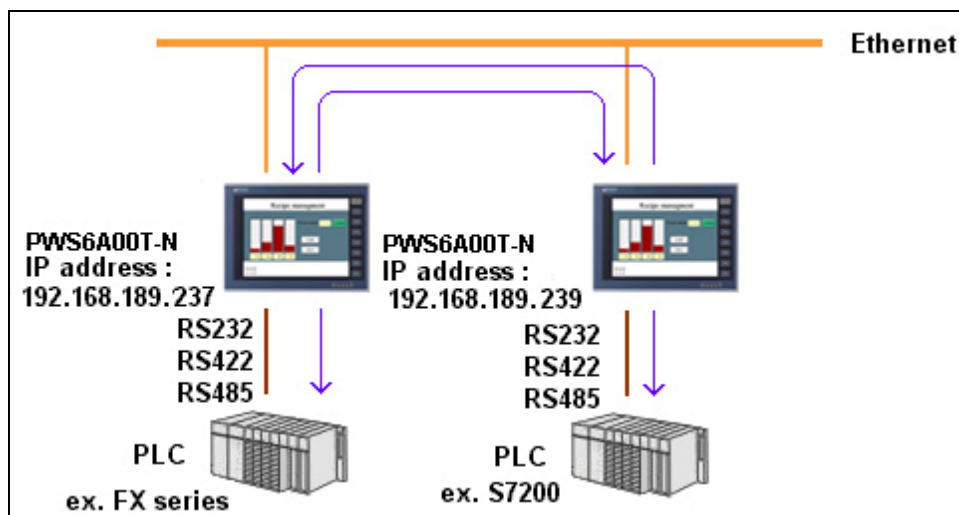 Ethernet
PWS6A00T-N
IP address :
192.168.189.237
RS232
RS422
RS485
PLC
ex. FX series
PWS6A00T-N
IP address :
192.168.189.239
RS232
RS422
RS485
PLC
ex. S7200